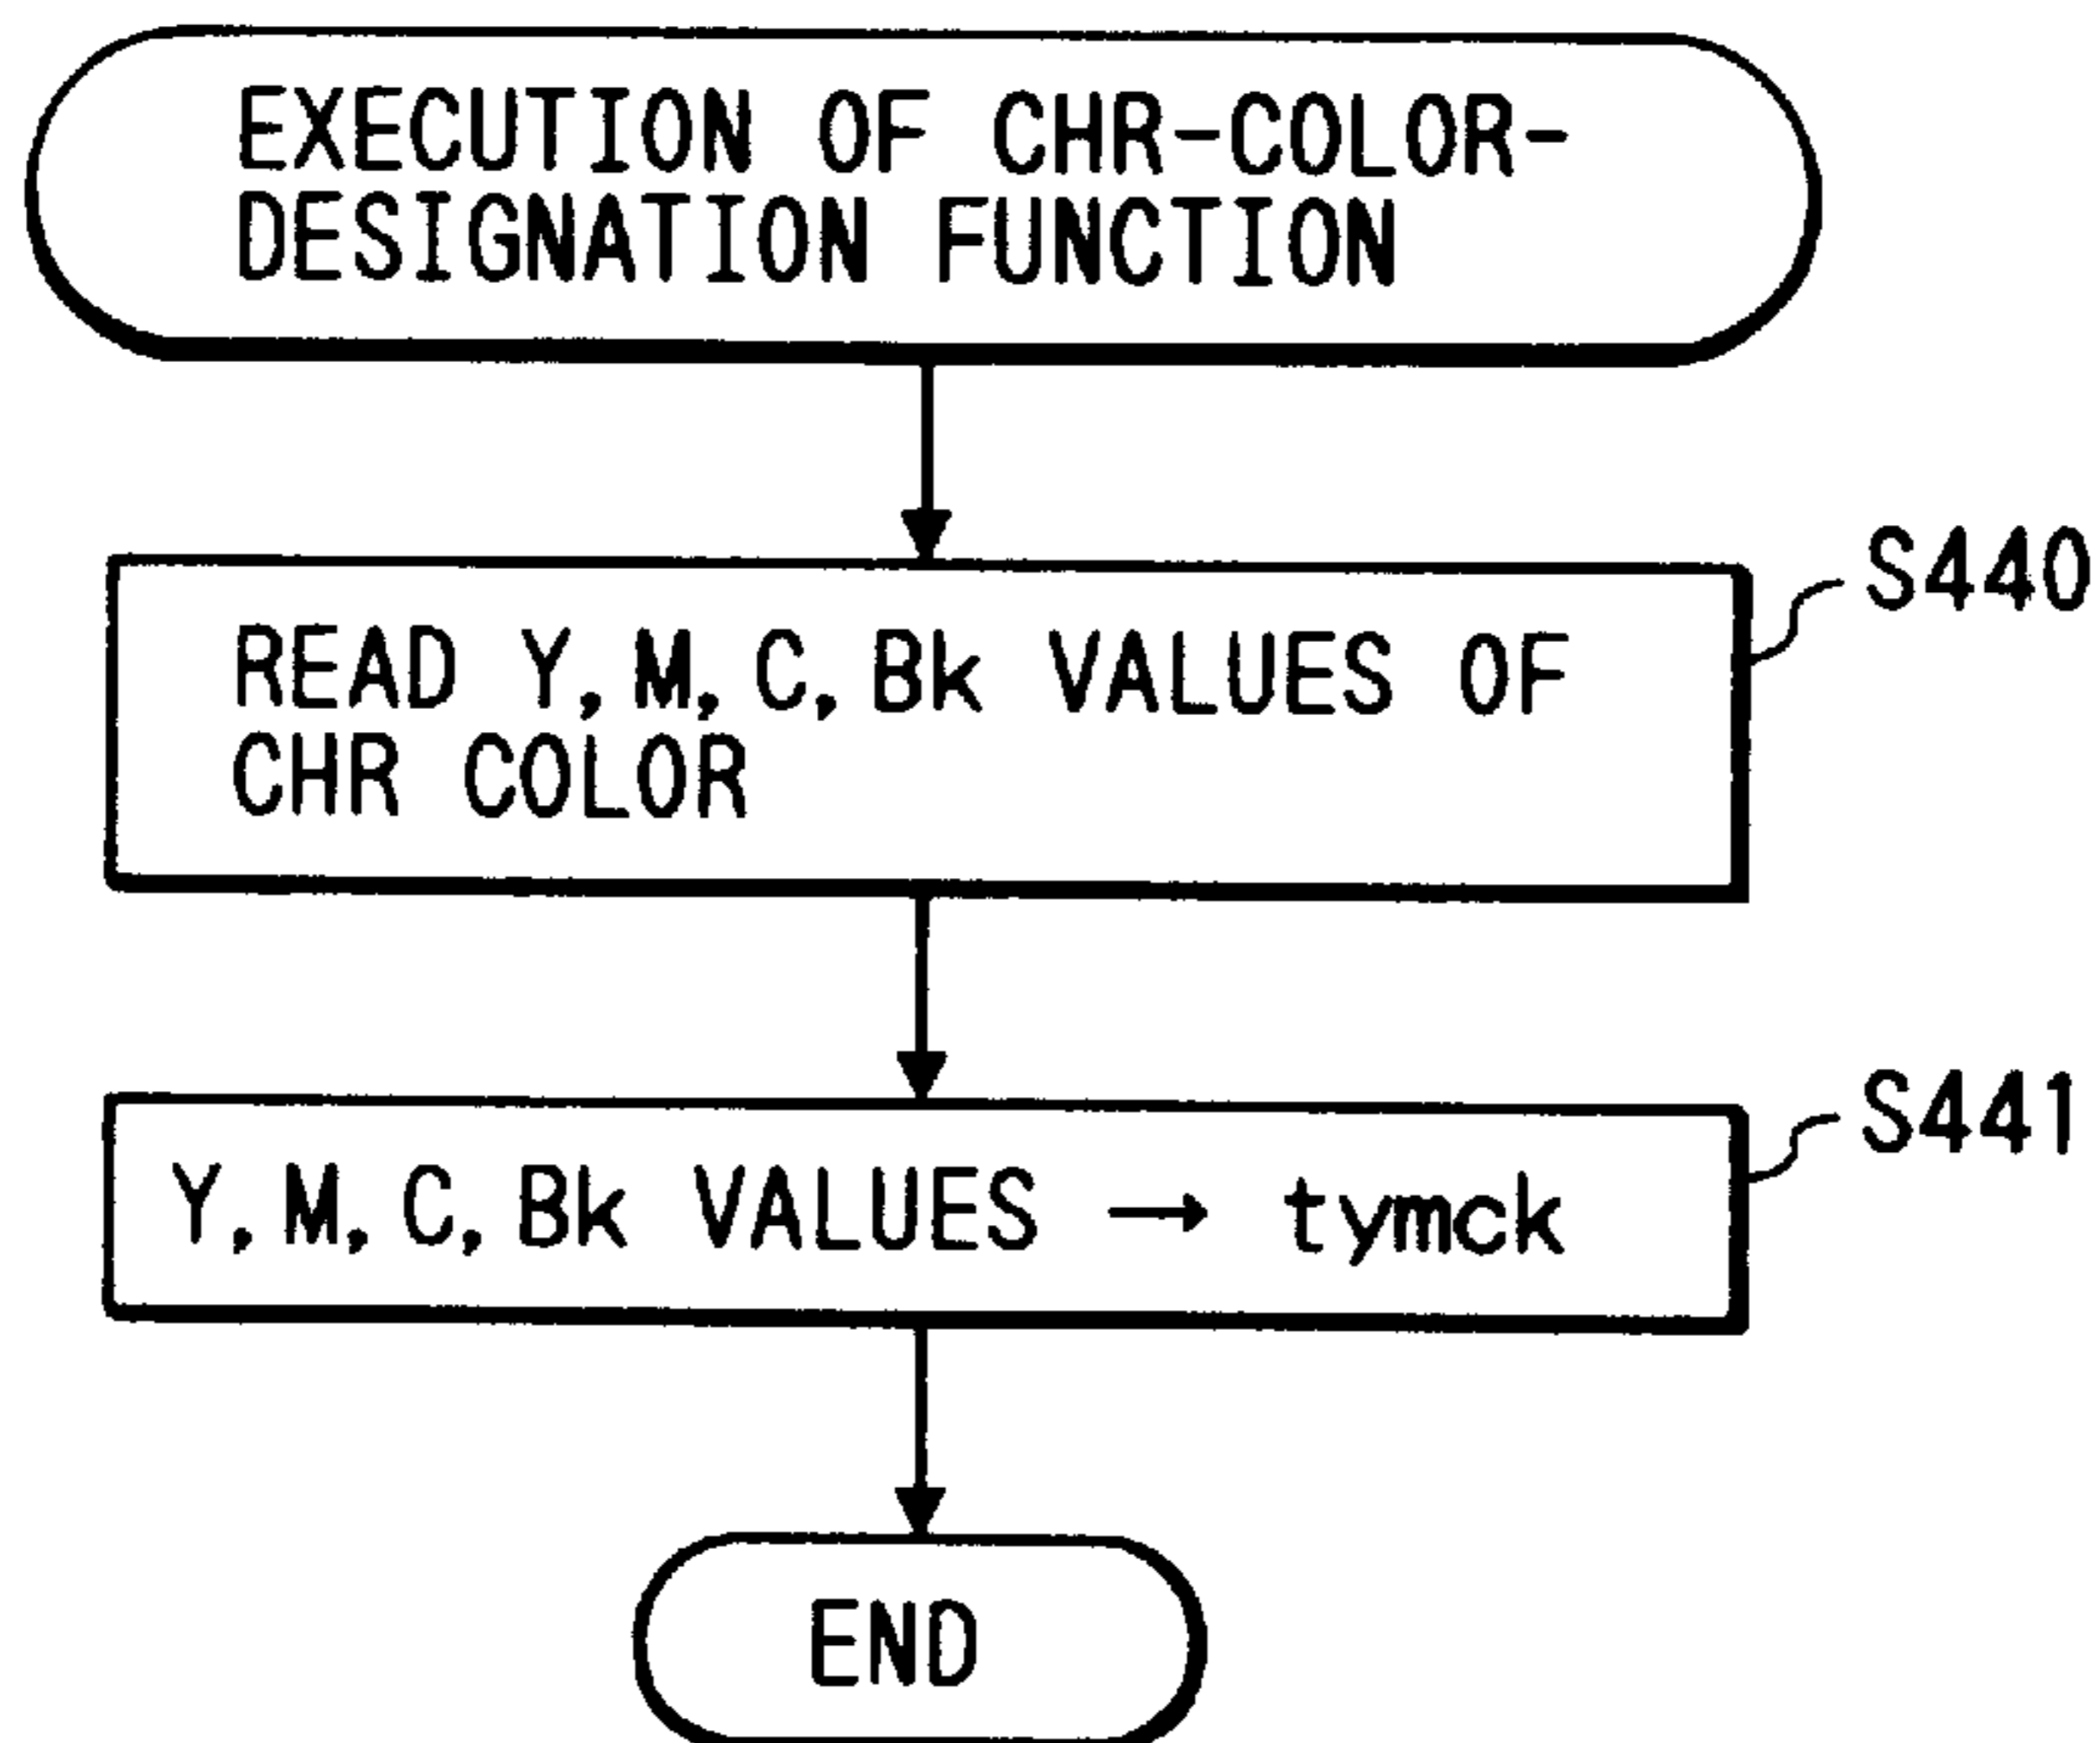 EXECUTION OF CHR-COLOR-
DESIGNATION FUNCTION
S440
READ Y, M, C, Bk VALUES OF
CHR COLOR
S441
Y, M, C, Bk VALUES → tymck
END